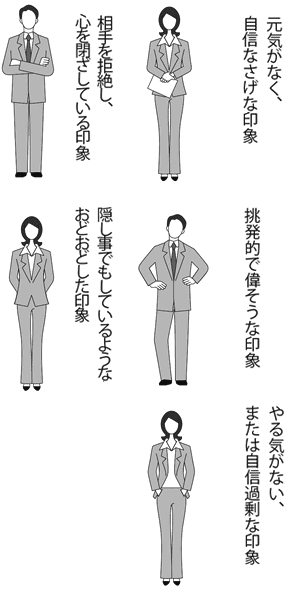 元気がなく、
自信なさげな印象
相手を拒絶し、
心を閉ざしている印象
挑発的で偉そうな印象
隠し事でもしているような
おどおどした印象
やる気がない、
または自信過剰な印象